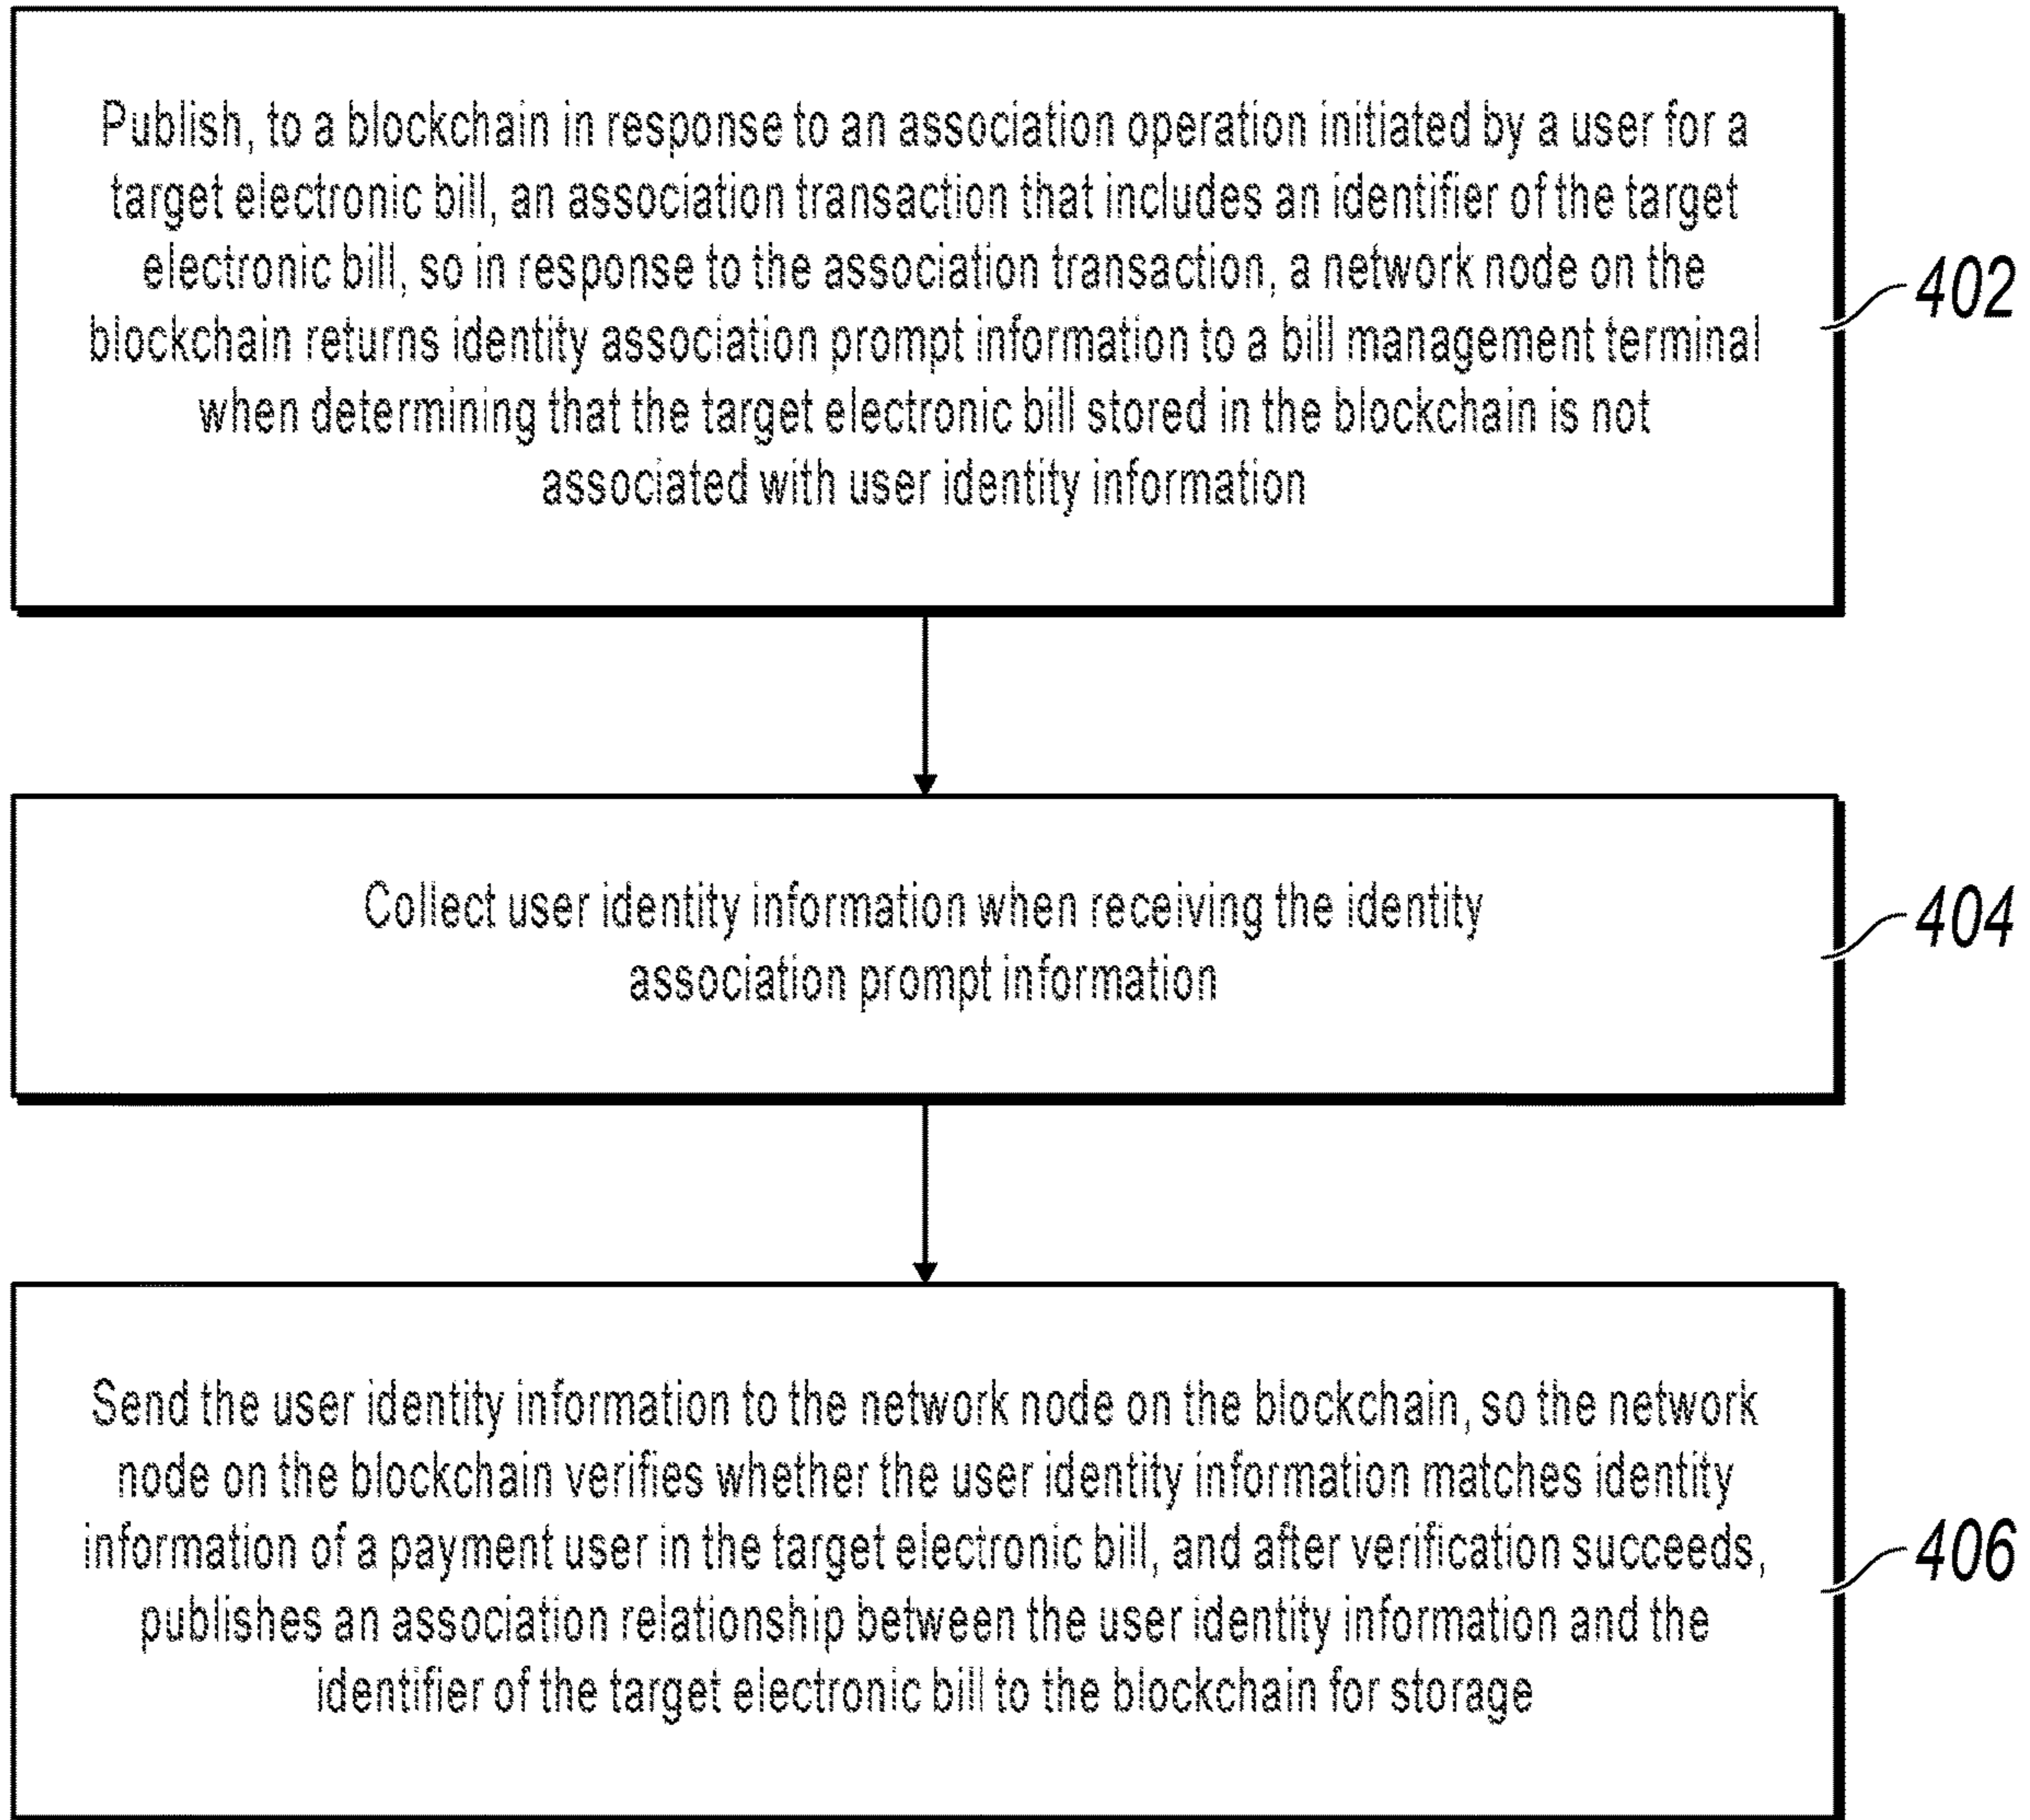 Publish, to a blockchain in response to an association operation initiated by a user for a
target electronic bill, an association transaction that includes an identifier of the target
electronic bill, so in response to the association transaction, a network node on the
blockchain returns identity association prompt information to a bill management terminal
when determining that the target electronic bill stored in the blockchain is not
associated with user identity information
402
Collect user identity information when receiving the identity
association prompt information
404
Send the user identity information to the network node on the blockchain, so the network
node on the blockchain verifies whether the user identity information matches identity
information of a payment user in the target electronic bill, and after verification succeeds,
publishes an association relationship between the user identity information and the
identifier of the target electronic bill to the blockchain for storage
406